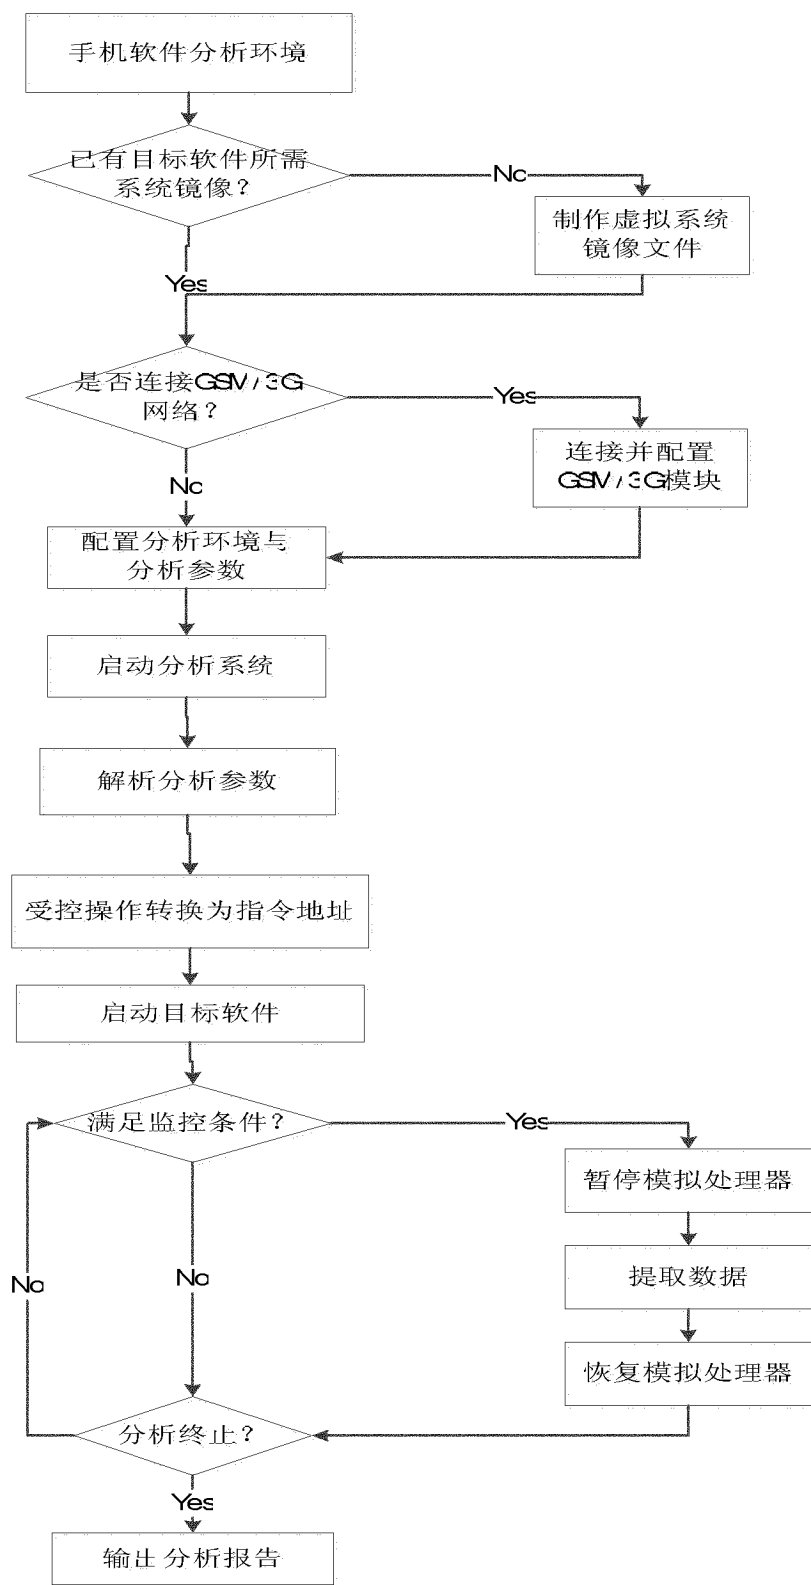 手机软件分析环境
已有目标软件所需
系统镜像？
No
制作虚拟系统
镜像文件
Yes
是否连接GSM/3G
网络？
Yes
连接并配置
GSM/3G模块
No
配置分析环境与
分析参数
启动分析系统
解析分析参数
受控操作转换为指令地址
启动目标软件
满足监控条件？
Yes
暂停模拟处理器
提取数据
No
No
恢复模拟处理器
分析终止？
Yes
输出分析报告